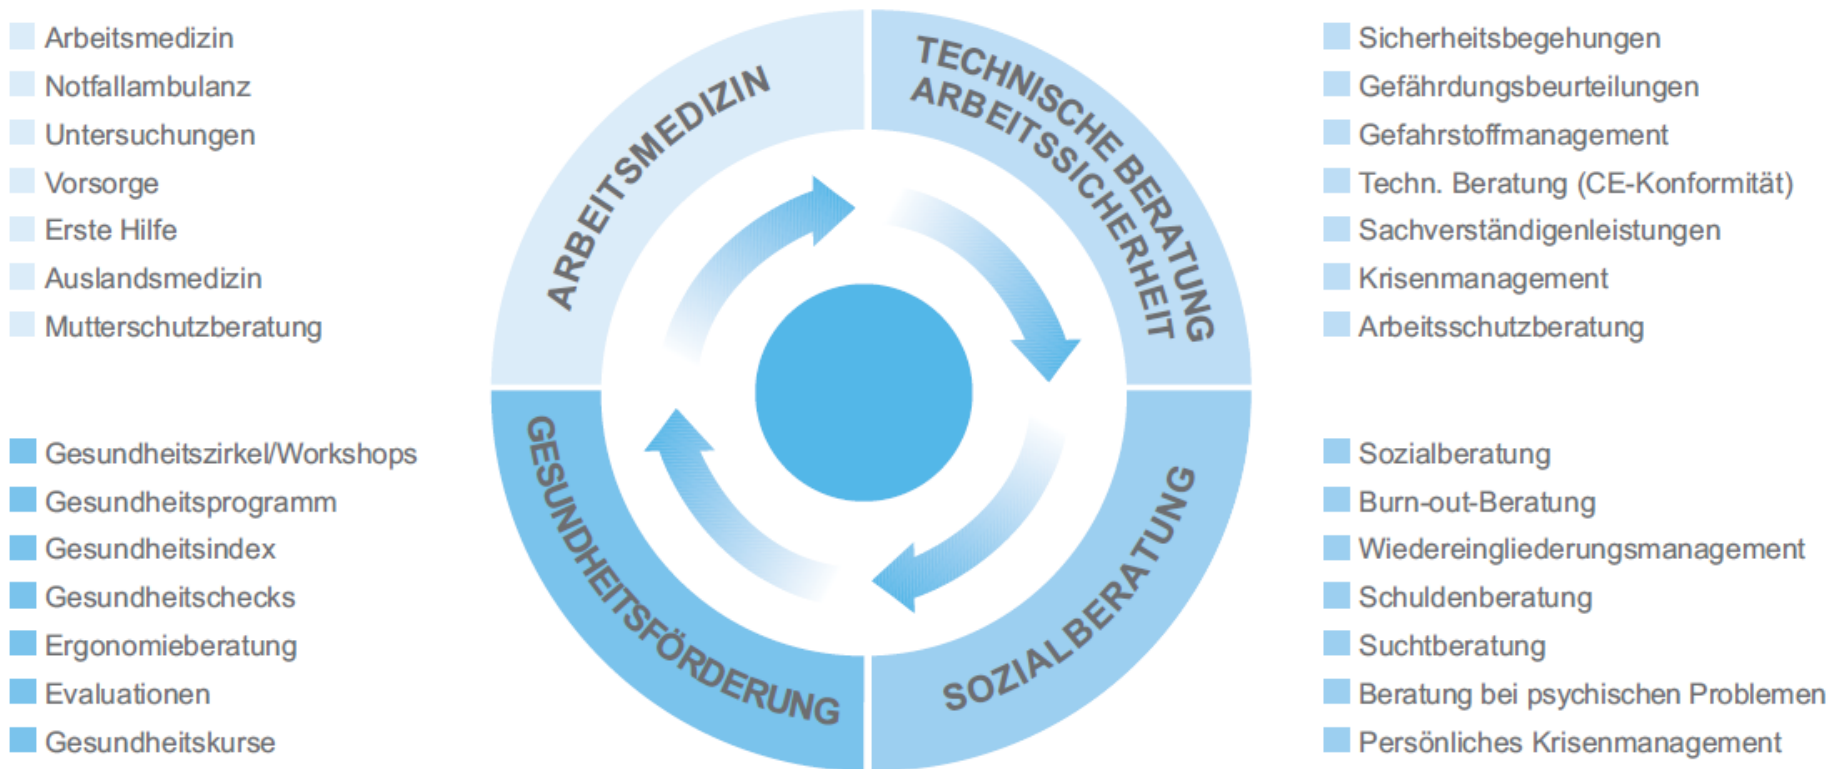 Arbeitsmedizin
Notfallambulanz
Untersuchungen
Vorsorge
Erste Hilfe
Auslandsmedizin
Mutterschutzberatung
Gesundheitszirkel/Workshops
Gesundheitsprogramm
Gesundheitsindex
Gesundheitschecks
Ergonomieberatung
Evaluationen
Gesundheitskurse
ARBEITSMEDIZIN
TECHNISCHE BERATUNG
ARBEITSSICHERHEIT
GESUNDHEITSFÖRDERUNG
SOZIALBERATUNG
Sicherheitsbegehungen
Gefährdungsbeurteilungen
Gefahrstoffmanagement
Techn. Beratung (CE-Konformität)
Sachverständigenleistungen
Krisenmanagement
Arbeitsschutzberatung
Sozialberatung
Burn-out-Beratung
Wiedereingliederungsmanagement
Schuldenberatung
Suchtberatung
Beratung bei psychischen Problemen
Persönliches Krisenmanagement